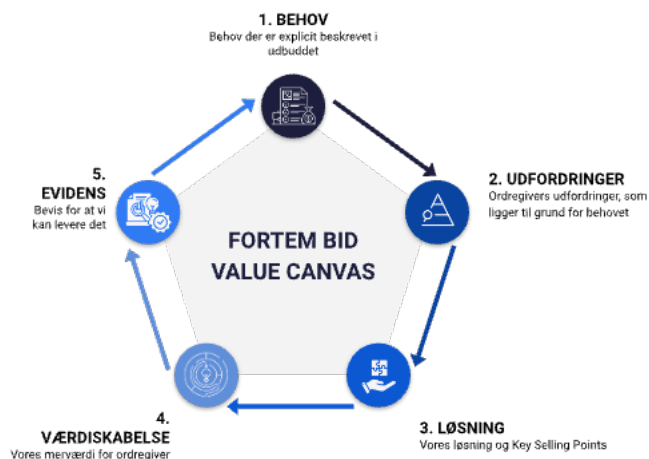 1. BEHOV
Behov der er explicit beskrevet i
udbuddet
2. UDFORDRINGER
Ordregivers udfordringer, som
ligger til grund for behovet
3. LØSNING
Vores løsning og Key Selling Points
4.
VÆRDISKABELSE
Vores merværdi for ordregiver
5.
EVIDENS
Bevis for at vi
kan levere det
FORTEM BID
VALUE CANVAS